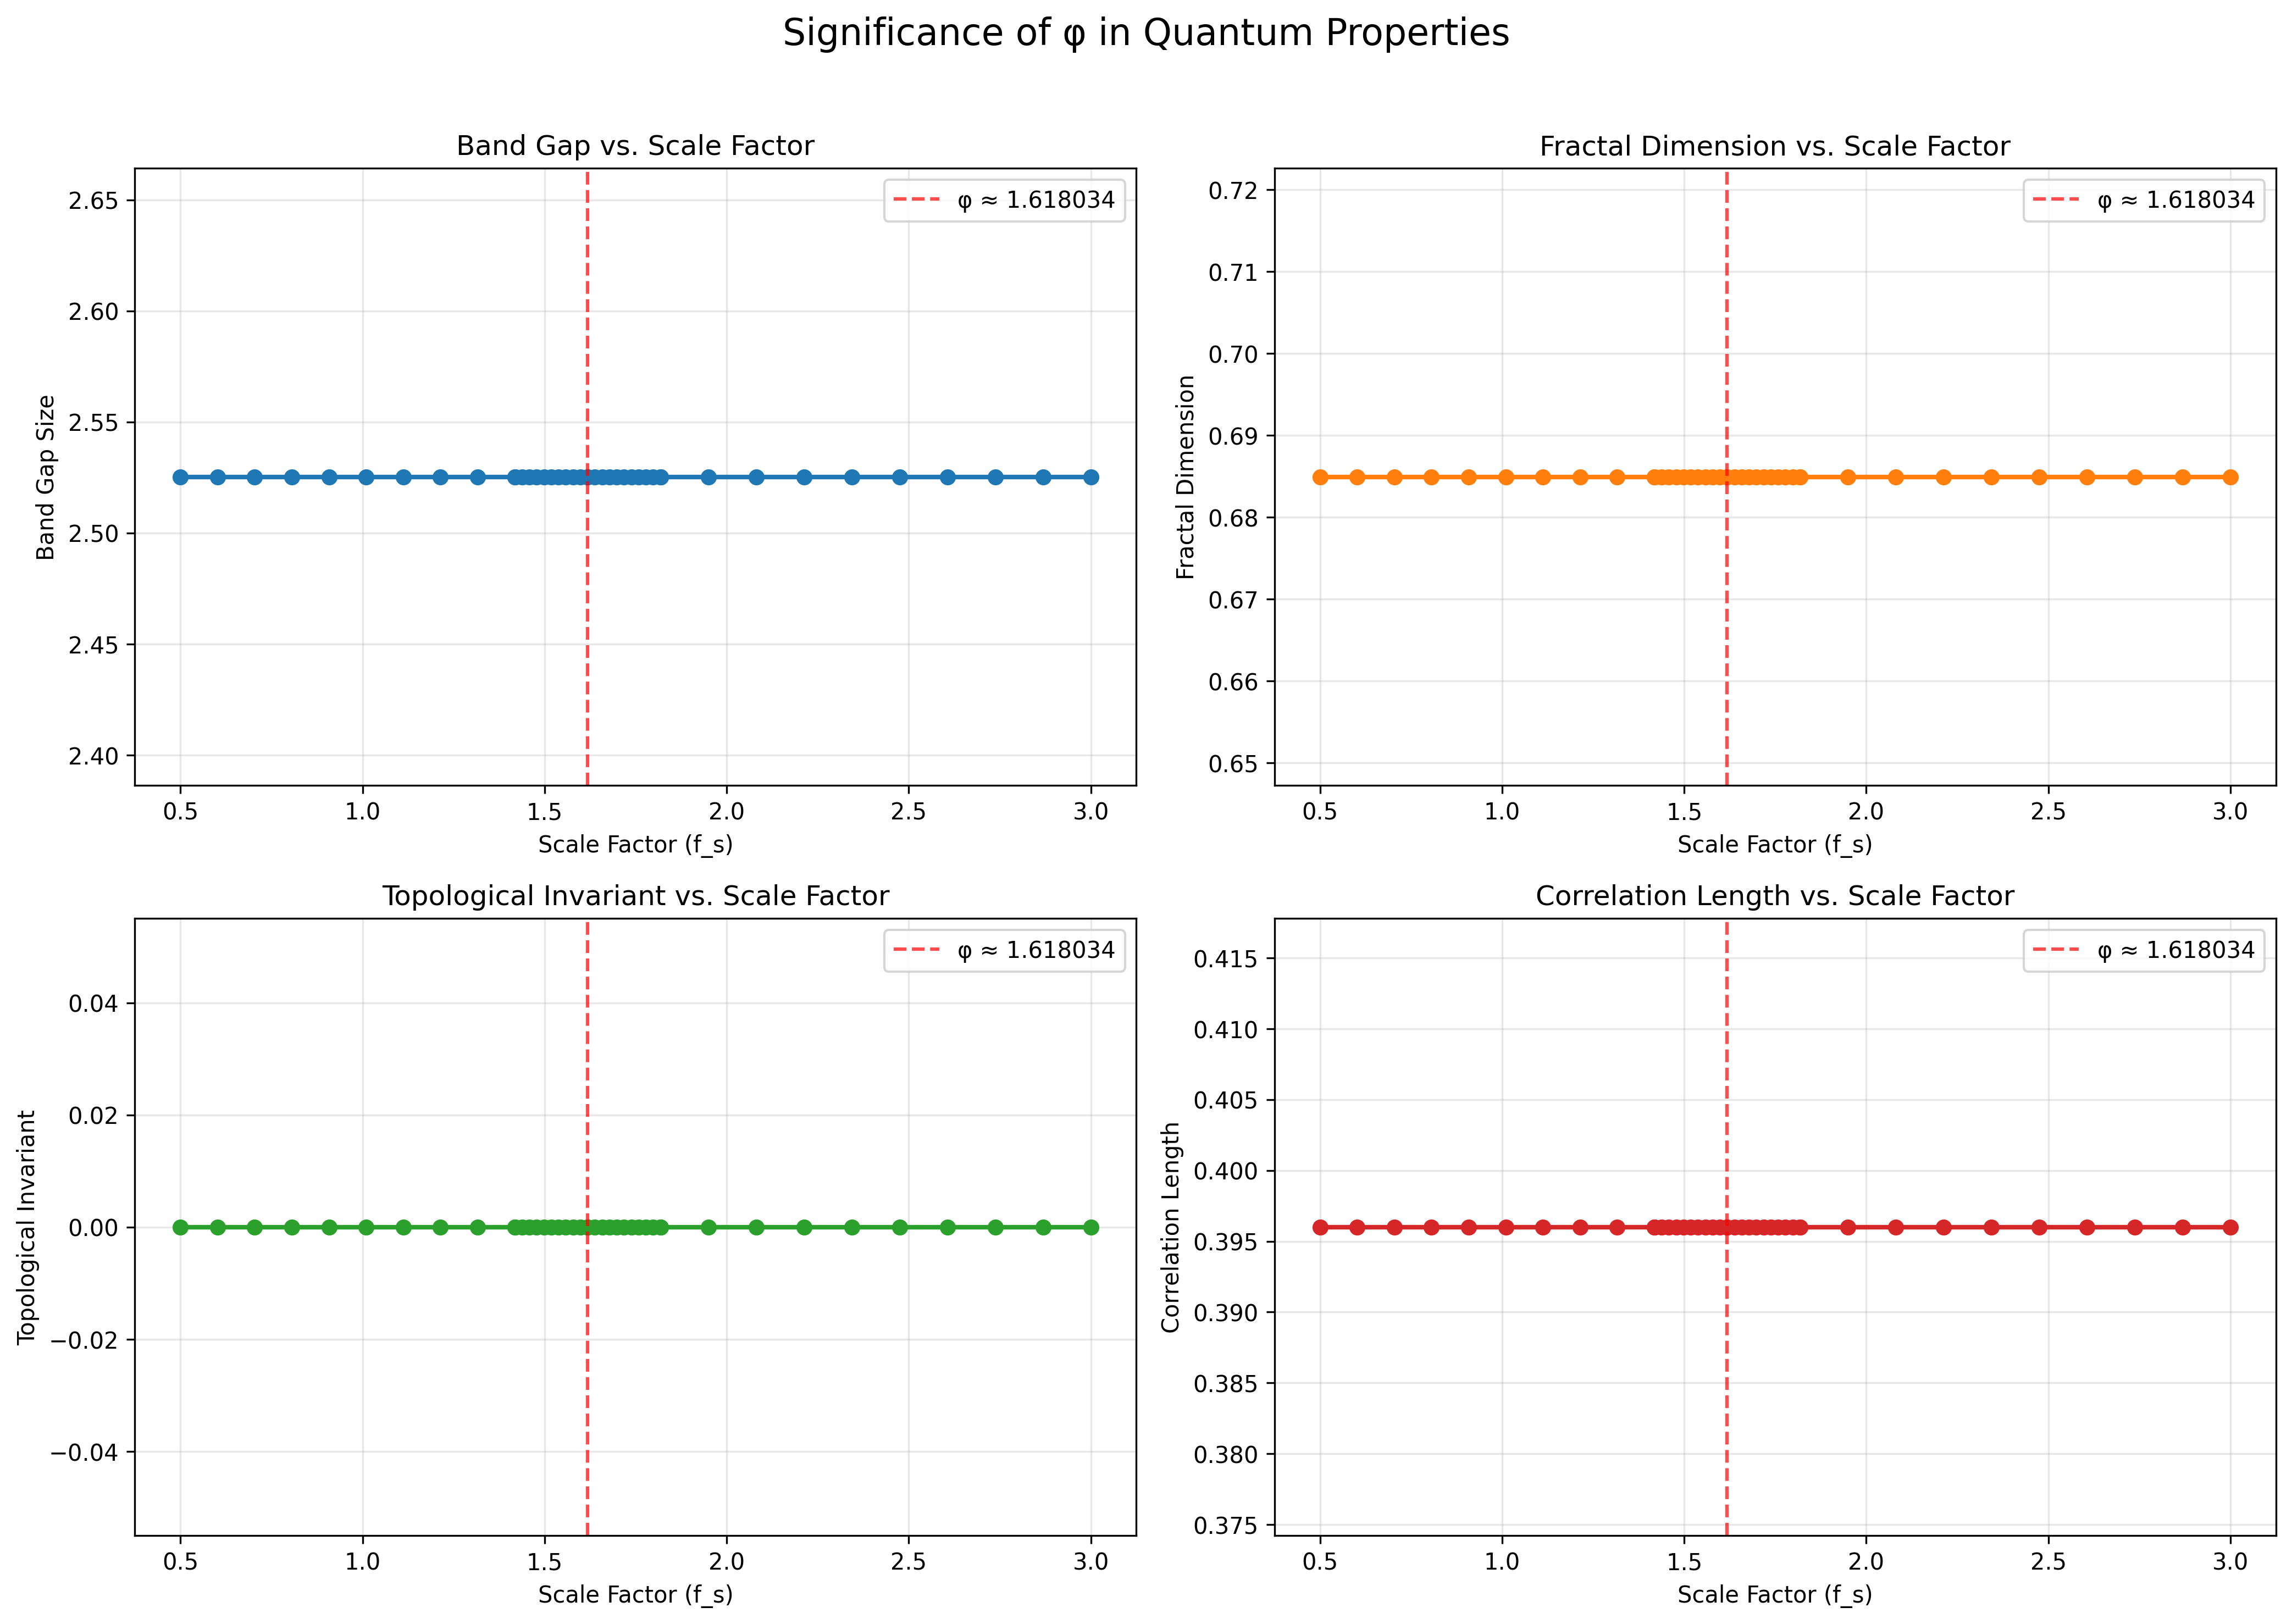 Significance of φ in Quantum Properties
Band Gap vs. Scale Factor
φ ≈ 1.618034
Band Gap Size
2.65
2.60
2.55
2.50
2.45
2.40
0.5 1.0 1.5 2.0 2.5 3.0
Scale Factor (f_s)
Fractal Dimension vs. Scale Factor
φ ≈ 1.618034
Fractal Dimension
0.72
0.71
0.70
0.69
0.68
0.67
0.66
0.65
0.5 1.0 1.5 2.0 2.5 3.0
Scale Factor (f_s)
Topological Invariant vs. Scale Factor
φ ≈ 1.618034
Topological Invariant
0.04
0.02
0.00
−0.02
−0.04
0.5 1.0 1.5 2.0 2.5 3.0
Scale Factor (f_s)
Correlation Length vs. Scale Factor
φ ≈ 1.618034
Correlation Length
0.415
0.410
0.405
0.400
0.395
0.390
0.385
0.380
0.375
0.5 1.0 1.5 2.0 2.5 3.0
Scale Factor (f_s)